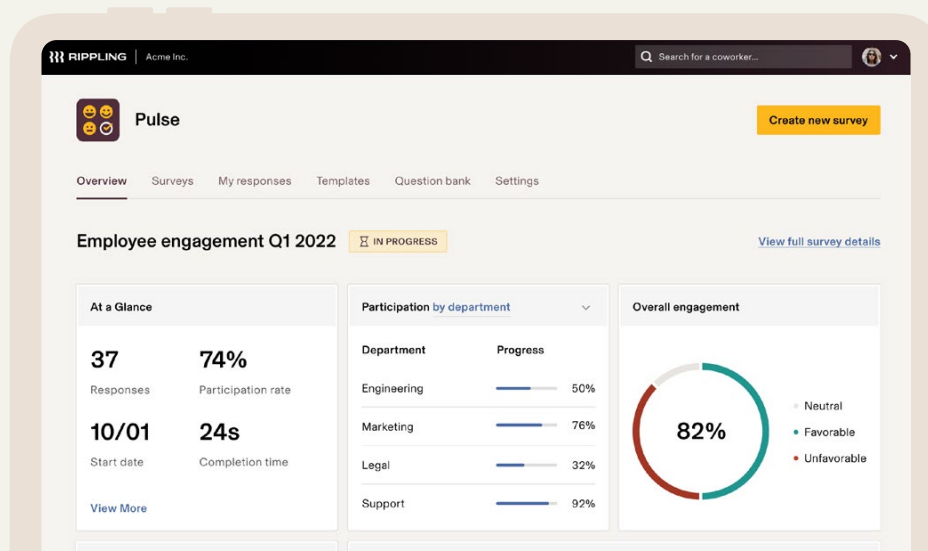 RIPPLING Acme Inc. Search for a coworker...
Pulse
Create new survey
Overview Surveys My responses Templates Question bank Settings
Employee engagement Q1 2022 IN PROGRESS View full survey details
At a Glance
37 74%
Responses Participation rate
10/01 24s
Start date Completion time
View More
Participation by department
Department Progress
Engineering 50%
Marketing 76%
Legal 32%
Support 92%
Overall engagement
82%
Neutral
Favorable
Unfavorable